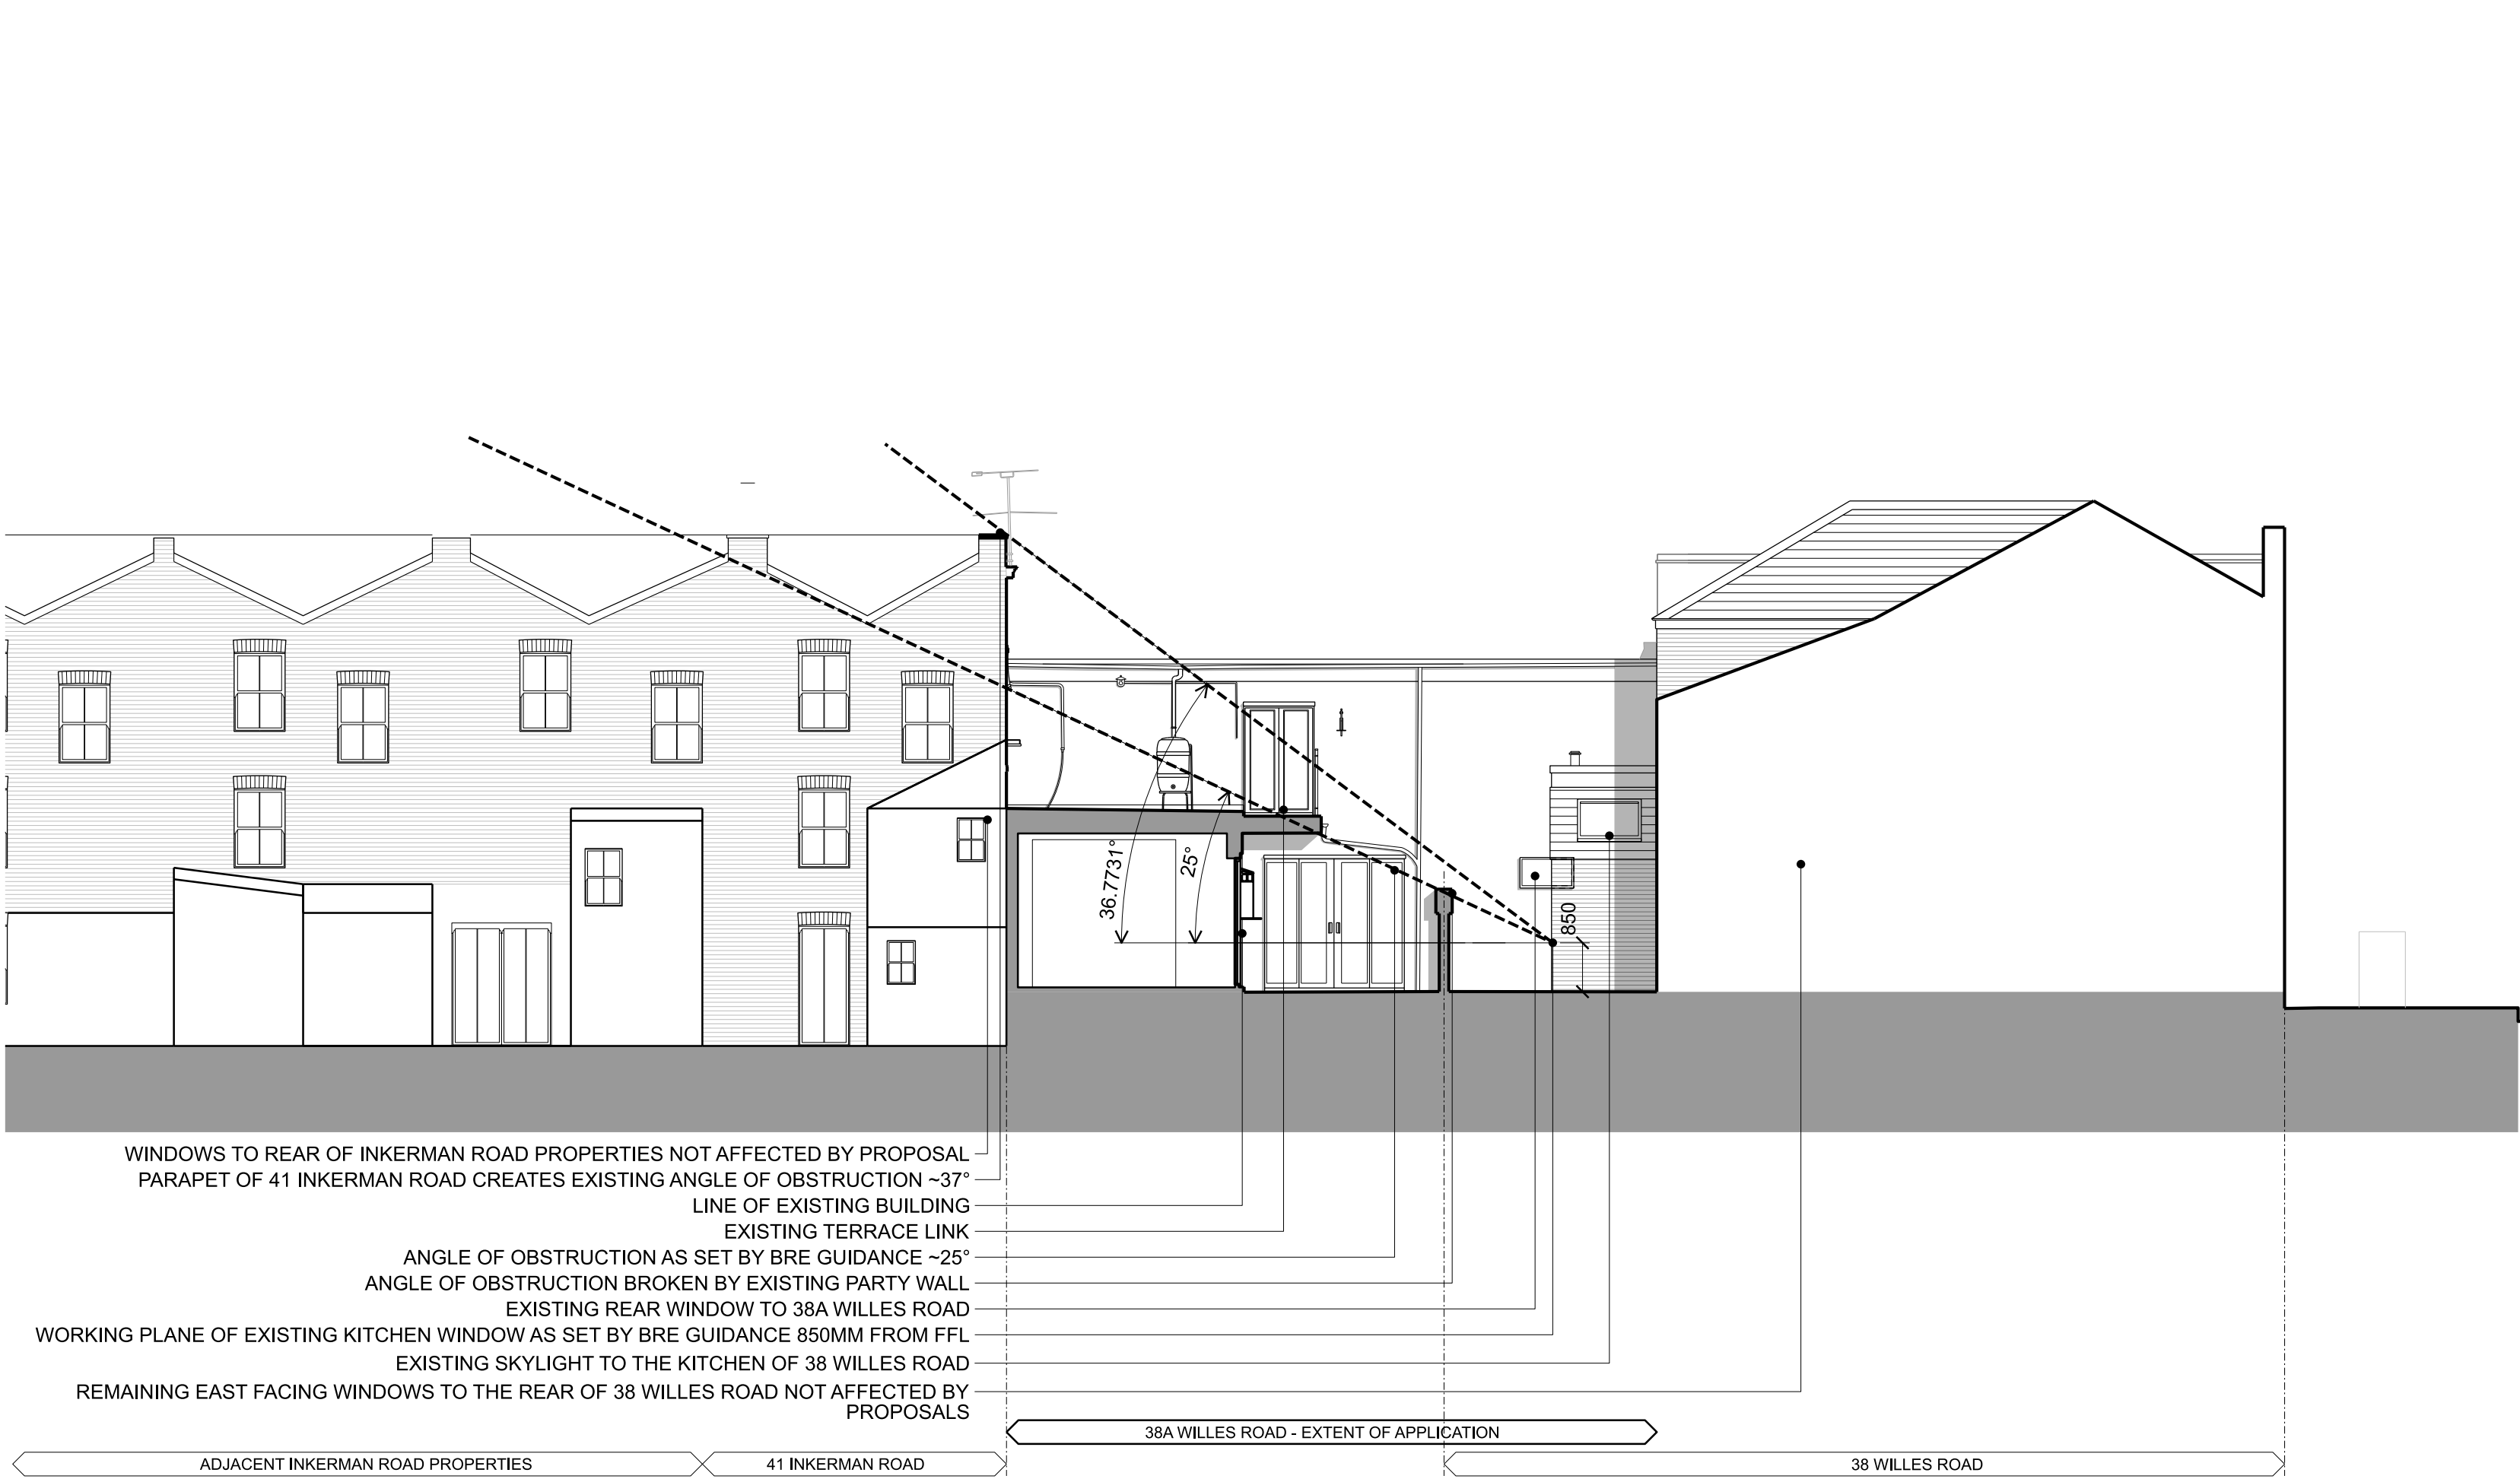 36.7731°
25°
850
WINDOWS TO REAR OF INKERMAN ROAD PROPERTIES NOT AFFECTED BY PROPOSAL
PARAPET OF 41 INKERMAN ROAD CREATES EXISTING ANGLE OF OBSTRUCTION ~37°
LINE OF EXISTING BUILDING
EXISTING TERRACE LINK
ANGLE OF OBSTRUCTION AS SET BY BRE GUIDANCE ~25°
ANGLE OF OBSTRUCTION BROKEN BY EXISTING PARTY WALL
EXISTING REAR WINDOW TO 38A WILLES ROAD
WORKING PLANE OF EXISTING KITCHEN WINDOW AS SET BY BRE GUIDANCE 850MM FROM FFL
EXISTING SKYLIGHT TO THE KITCHEN OF 38 WILLES ROAD
REMAINING EAST FACING WINDOWS TO THE REAR OF 38 WILLES ROAD NOT AFFECTED BY
PROPOSALS
38A WILLES ROAD - EXTENT OF APPLICATION
ADJACENT INKERMAN ROAD PROPERTIES
41 INKERMAN ROAD
38 WILLES ROAD